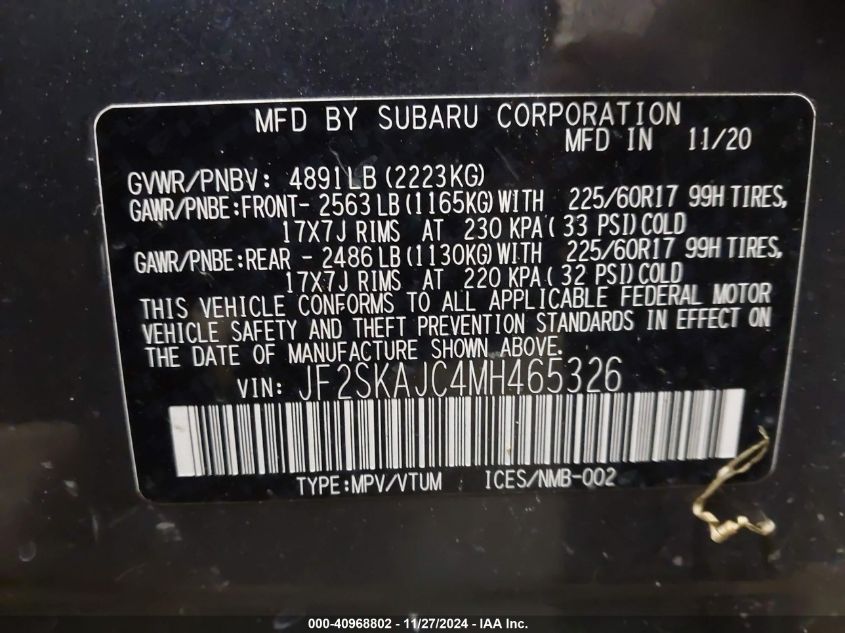 MFD BY SUBARU CORPORATION
MFD IN 11/20
GVWR/PNBV: 4891LB (2223KG)
GAWR/PNBE:FRONT- 2563 LB (1165KG) WITH 225/60R17 99H TIRES,
17X7J RIMS AT 230 KPA ( 33 PSI) COLD
GAWR/PNBE:REAR - 2486 LB (1130KG) WITH 225/60R17 99H TIRES,
17X7J RIMS AT 220 KPA ( 32 PSI) COLD
THIS VEHICLE CONFORMS TO ALL APPLICABLE FEDERAL MOTOR
VEHICLE SAFETY AND THEFT PREVENTION STANDARDS IN EFFECT ON
THE DATE OF MANUFACTURE SHOWN ABOVE.
VIN: JF2SKAJC4MH465326
TYPE:MPV/VTUM ICES/NMB-002
000-40968802 - 11/27/2024 - IAA Inc.